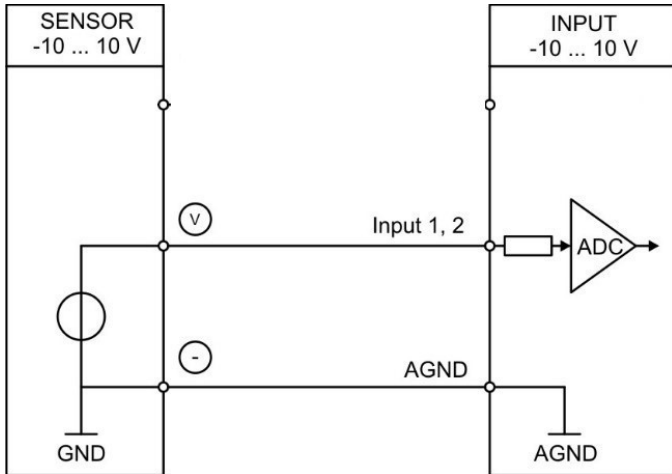 SENSOR
-10 ... 10 V
INPUT
-10 ... 10 V
V
Input 1, 2
ADC
-
AGND
GND
AGND